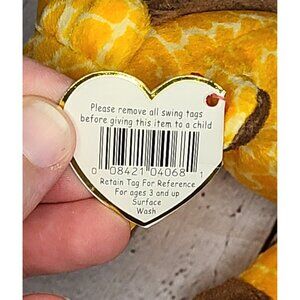 Please remove all swing tags
before giving this item to a child
0 08421 04068 1
Retain Tag For Reference
For ages 3 and up
Surface
Wash